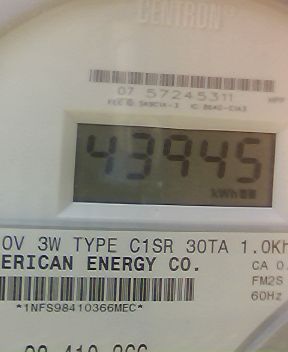 CENTRON
07 57245311
43945
kWh
0V 3W TYPE C1SR 30TA 1.0Kh
ERICAN ENERGY CO.
CA 0.
FM2S
60Hz
*1NFS98410366MEC*